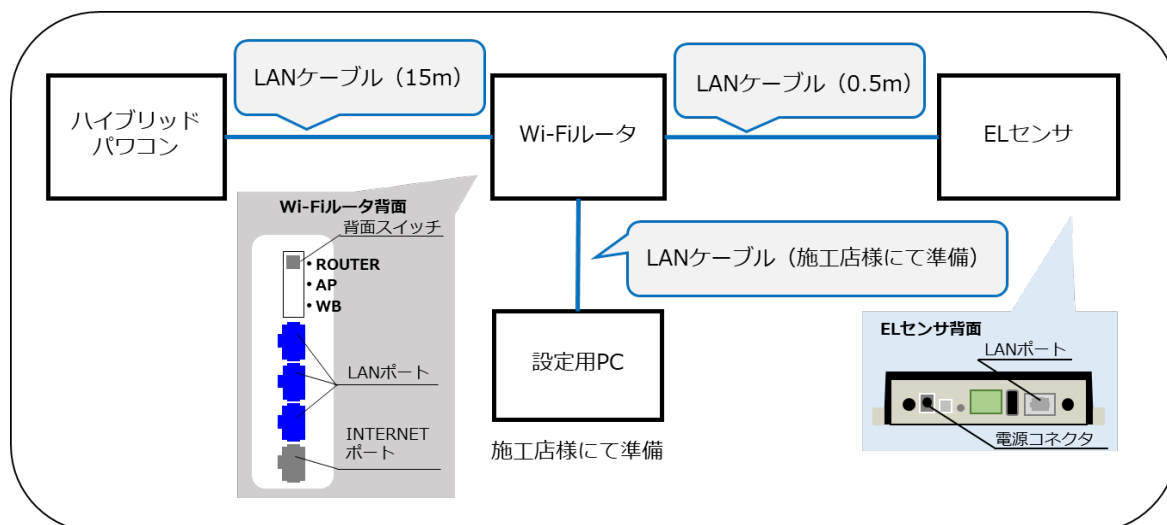 LANケーブル（15m）
LANケーブル（0.5m）
ハイブリッド
パワコン
Wi-Fiルータ
ELセンサ
Wi-Fiルータ背面
背面スイッチ
• ROUTER
• AP
• WB
LANポート
INTERNET
ポート
LANケーブル（施工店様にて準備）
設定用PC
施工店様にて準備
ELセンサ背面
LANポート
電源コネクタ